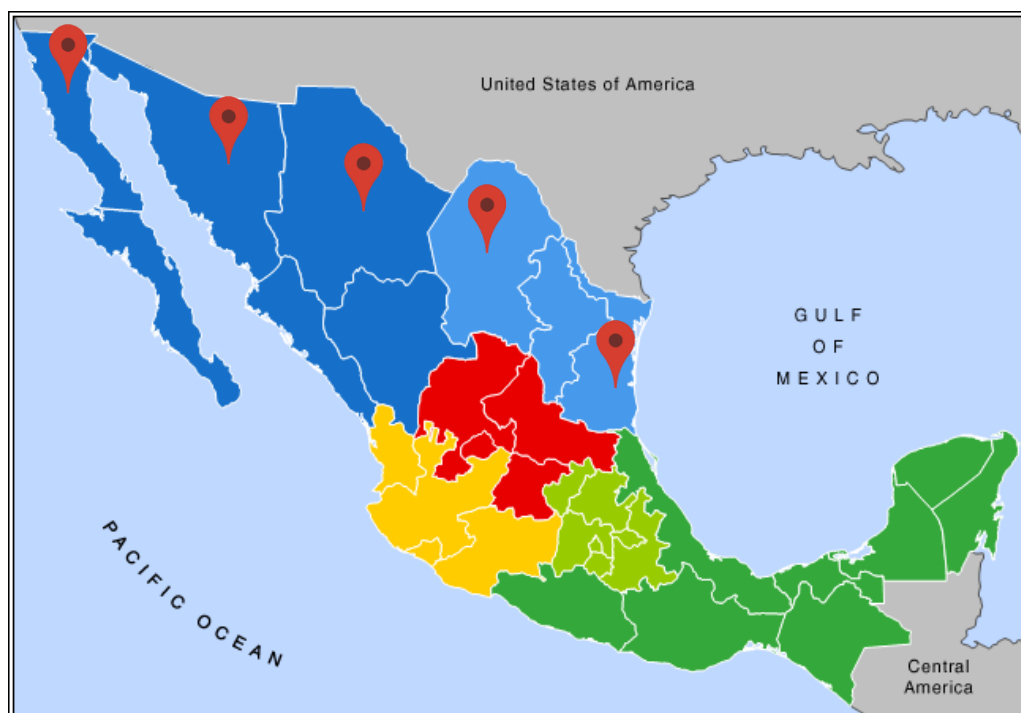 United States of America
GULF
OF
MEXICO
PACIFIC OCEAN
Central
America